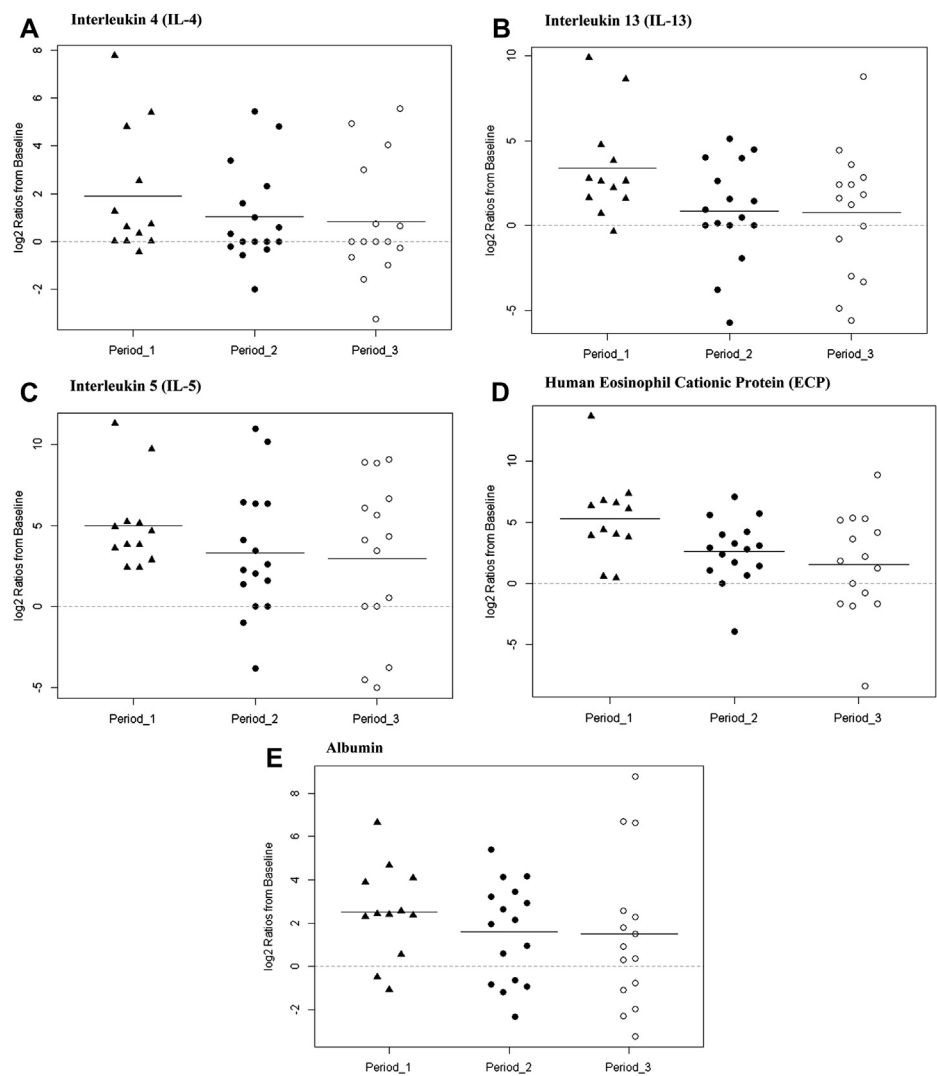 A Interleukin 4 (IL-4)
log2 Ratios from Baseline
8
6
4
2
0
-2
Period_1 Period_2 Period_3
B Interleukin 13 (IL-13)
log2 Ratios from Baseline
10
5
0
-5
Period_1 Period_2 Period_3
C Interleukin 5 (IL-5)
log2 Ratios from Baseline
10
5
0
-5
Period_1 Period_2 Period_3
D Human Eosinophil Cationic Protein (ECP)
log2 Ratios from Baseline
10
5
0
-5
Period_1 Period_2 Period_3
E Albumin
log2 Ratios from Baseline
8
6
4
2
0
-2
Period_1 Period_2 Period_3